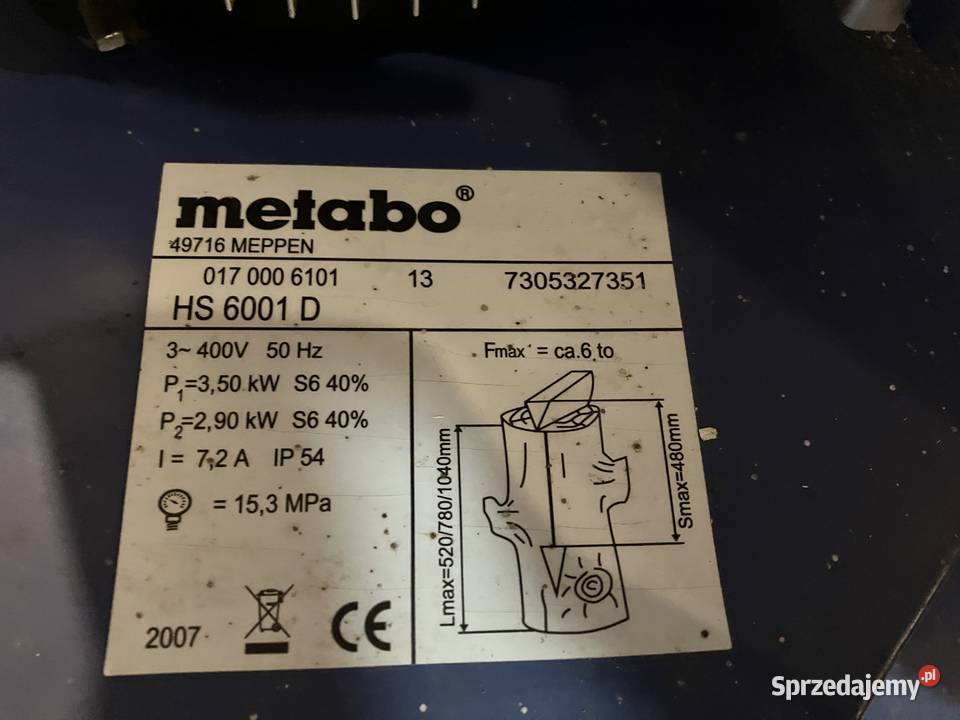 metabo®
49716 MEPPEN
017 000 6101 13 7305327351
HS 6001 D
3~ 400V 50 Hz
P1=3,50 kW S6 40%
P2=2,90 kW S6 40%
I = 7,2 A IP 54
= 15,3 MPa
2007
CE
Fmax = ca.6 to
Lmax=520/780/1040mm
Smax=480mm
Sprzedajemy.pl